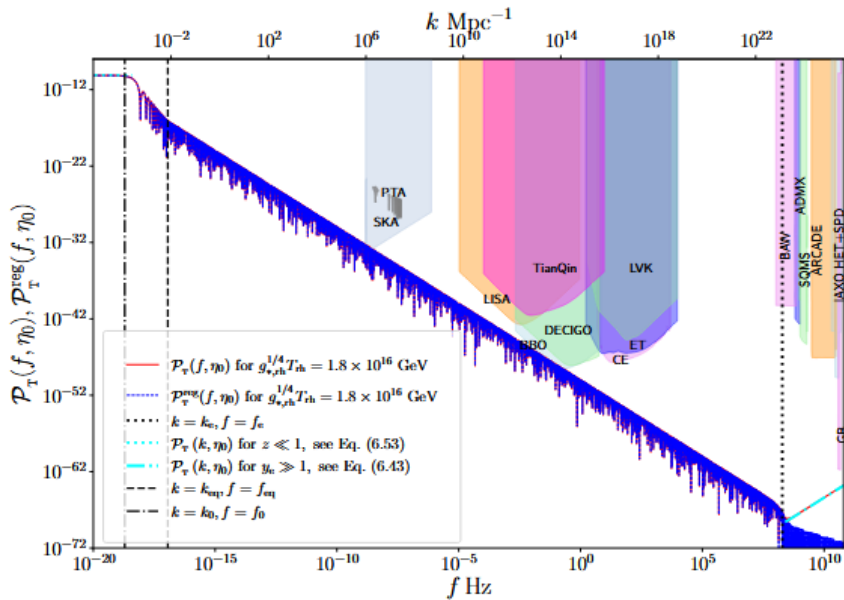 k Mpc⁻¹
10⁻² 10² 10⁶ 10¹⁰ 10¹⁴ 10¹⁸ 10²²
10⁻¹²
10⁻²²
10⁻³²
10⁻⁴²
10⁻⁵²
10⁻⁶²
10⁻⁷²
𝒫_T(f, η₀), 𝒫_T^reg(f, η₀)
PTA
SKA
LISA
TianQin
LVK
DECIGO
BBO
ET
CE
BAW
ADMX
SQMS
ARCADE
IAXO HET+SPD
𝒫_T(f, η₀) for g_{*,rh}^{1/4} T_rh = 1.8 × 10¹⁶ GeV
𝒫_T^reg(f, η₀) for g_{*,rh}^{1/4} T_rh = 1.8 × 10¹⁶ GeV
k = k_e, f = f_e
𝒫_T(k, η₀) for z ≪ 1, see Eq. (6.53)
𝒫_T(k, η₀) for y_e ≫ 1, see Eq. (6.43)
k = k_eq, f = f_eq
k = k₀, f = f₀
10⁻²⁰ 10⁻¹⁵ 10⁻¹⁰ 10⁻⁵ 10⁰ 10⁵ 10¹⁰
f Hz